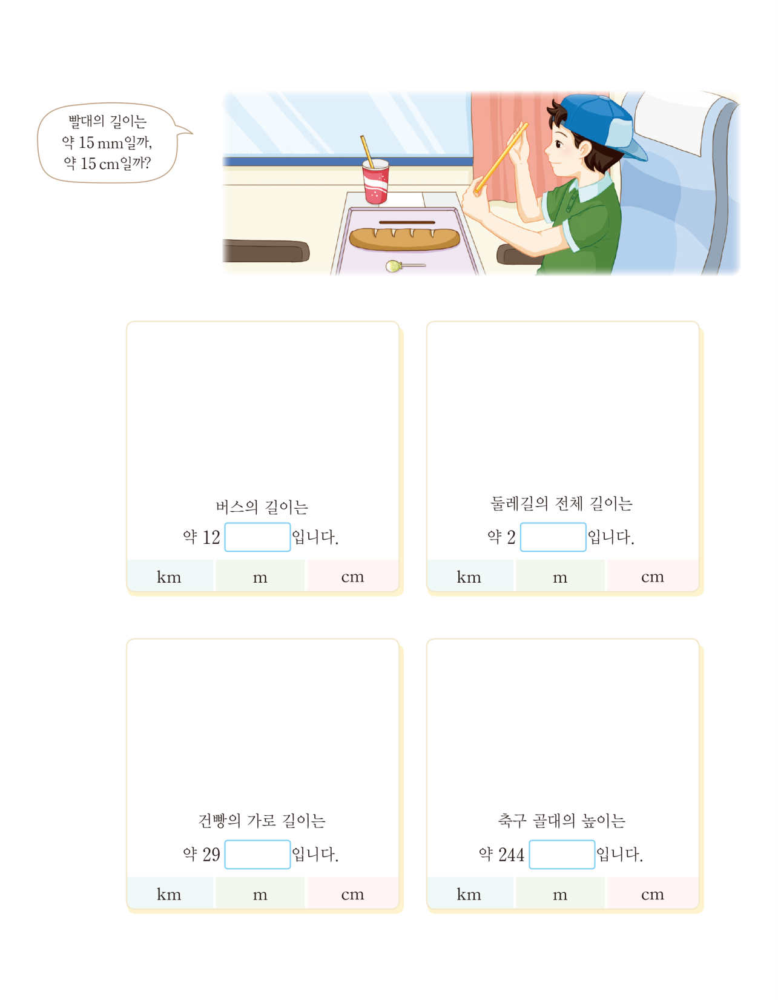 빨대의 길이는
약 15 mm일까,
약 15 cm일까?
버스의 길이는
약 12 입니다.
km m cm
둘레길의 전체 길이는
약 2 입니다.
km m cm
건빵의 가로 길이는
약 29 입니다.
km m cm
축구 골대의 높이는
약 244 입니다.
km m cm